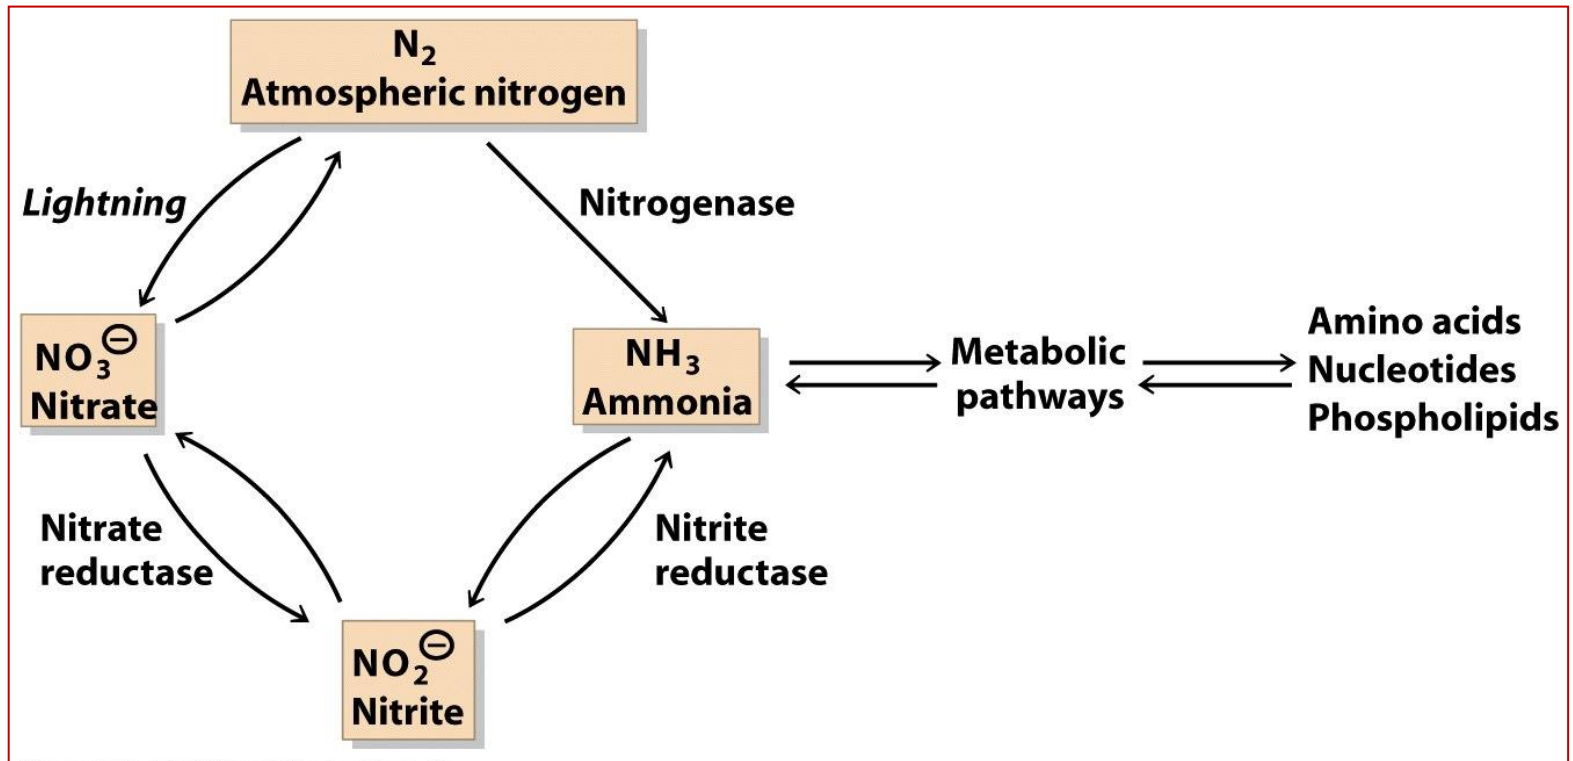 N₂
Atmospheric nitrogen
Lightning
Nitrogenase
NO₃⊖
Nitrate
NH₃
Ammonia
Metabolic
pathways
Amino acids
Nucleotides
Phospholipids
Nitrate
reductase
Nitrite
reductase
NO₂⊖
Nitrite